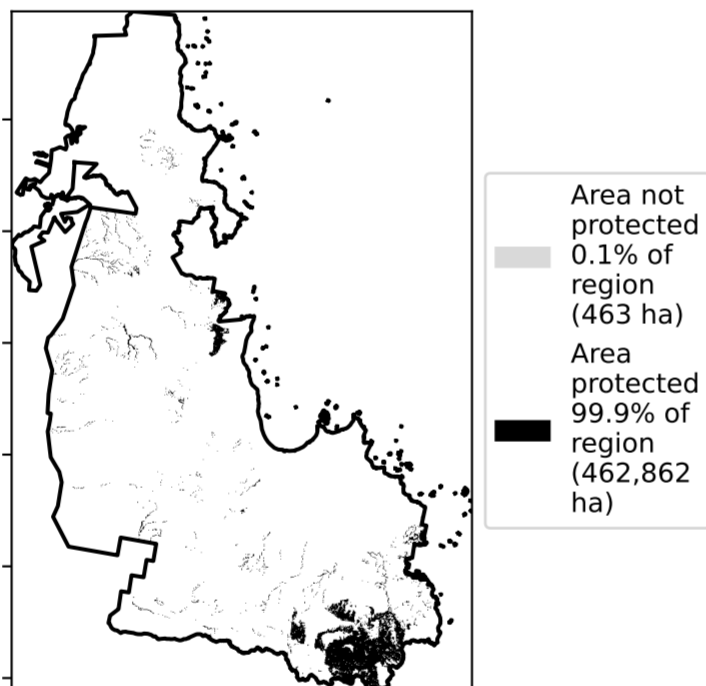 Area not
protected
0.1% of
region
(463 ha)
Area
protected
99.9% of
region
(462,862
ha)